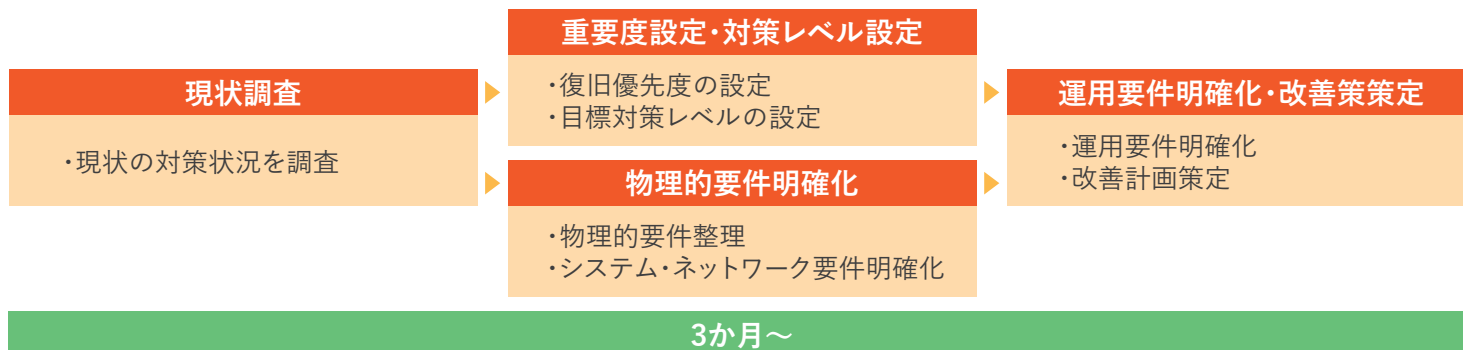 現状調査
・現状の対策状況を調査
重要度設定・対策レベル設定
・復旧優先度の設定
・目標対策レベルの設定
物理的要件明確化
・物理的要件整理
・システム・ネットワーク要件明確化
運用要件明確化・改善策策定
・運用要件明確化
・改善計画策定
3か月～